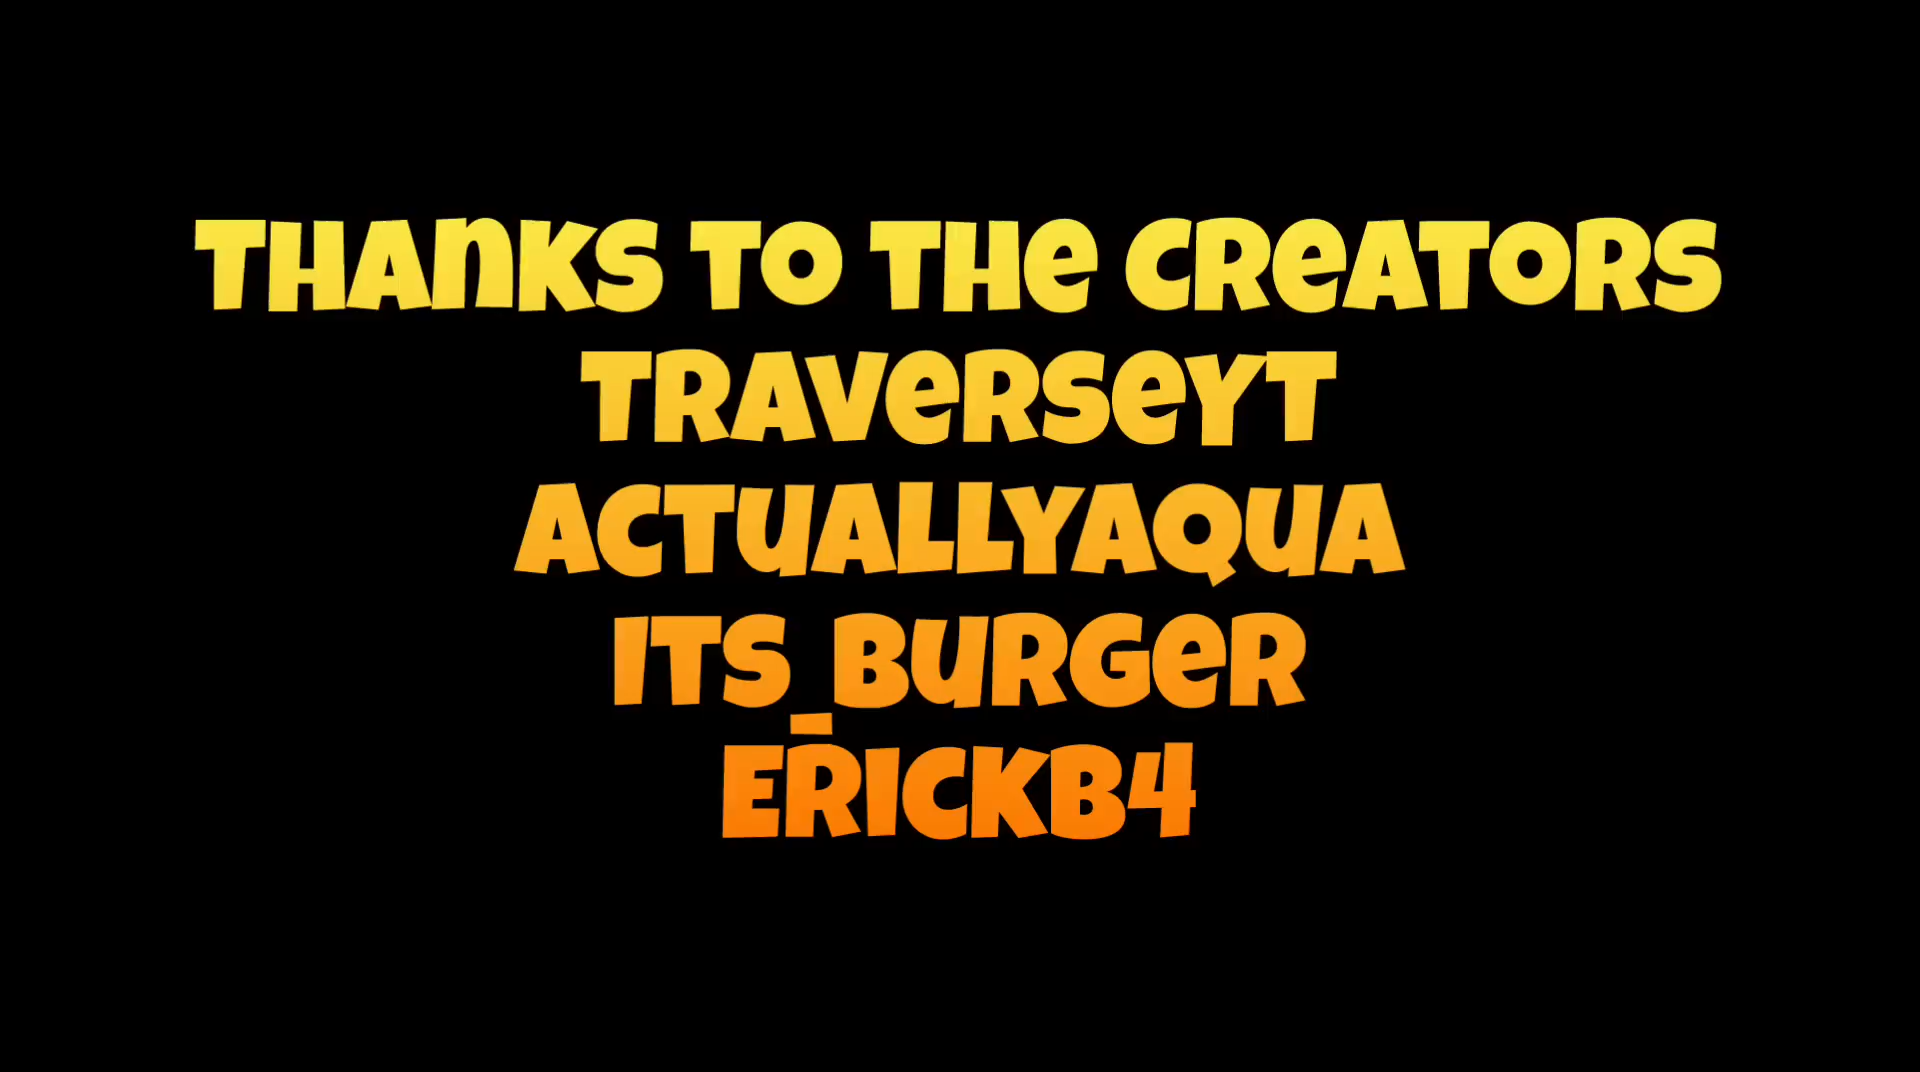 THANKS TO THE CREATORS
TRAVERSEYT
ACTUALLYAQUA
ITS_BURGER
ERICKB4